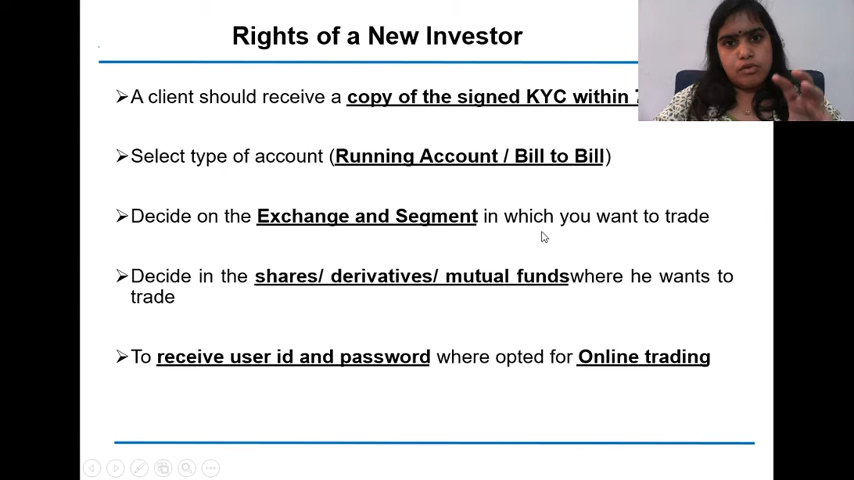 Rights of a New Investor
➢A client should receive a copy of the signed KYC within
➢Select type of account (Running Account / Bill to Bill)
➢Decide on the Exchange and Segment in which you want to trade
➢Decide in the shares/ derivatives/ mutual fundswhere he wants to
trade
➢To receive user id and password where opted for Online trading